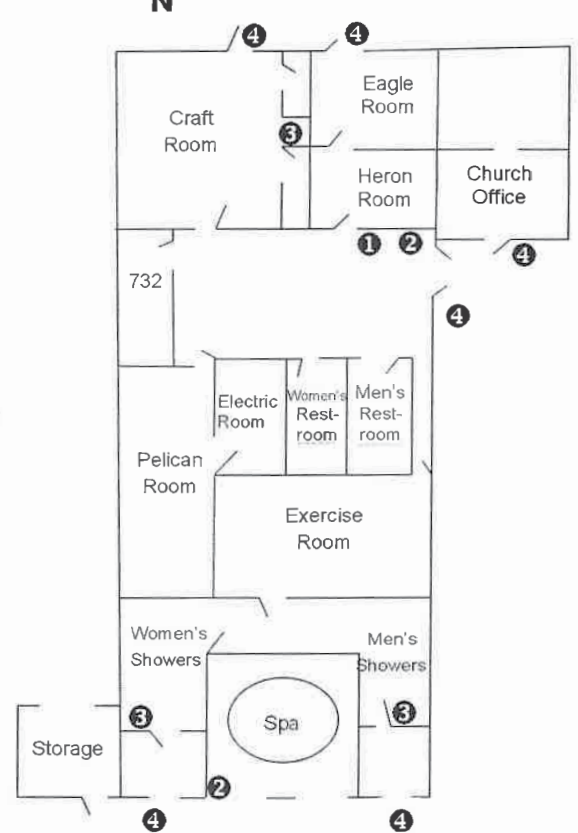 N
4
4
Eagle
Room
Craft
Room
3
Heron
Room
Church
Office
1
2
4
732
4
Electric
Room
Women's
Rest-
room
Men's
Rest-
room
Pelican
Room
Exercise
Room
Women's
Showers
Men's
Showers
3
3
Spa
Storage
2
4
4